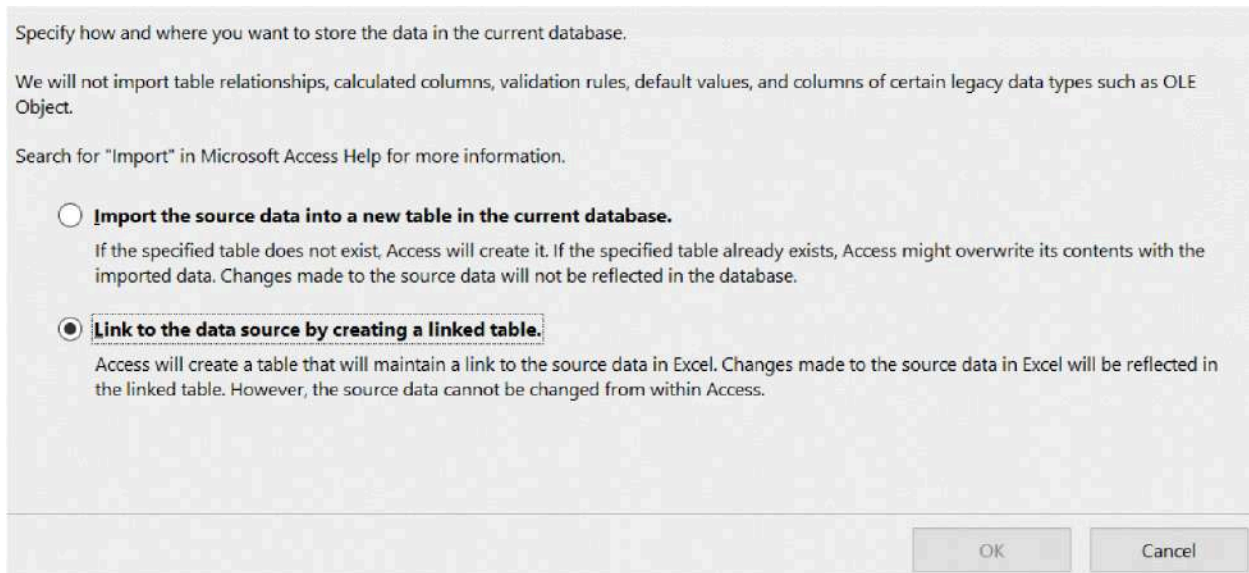 Specify how and where you want to store the data in the current database.
We will not import table relationships, calculated columns, validation rules, default values, and columns of certain legacy data types such as OLE
Object.
Search for "Import" in Microsoft Access Help for more information.
Import the source data into a new table in the current database.
If the specified table does not exist, Access will create it. If the specified table already exists, Access might overwrite its contents with the
imported data. Changes made to the source data will not be reflected in the database.
Link to the data source by creating a linked table.
Access will create a table that will maintain a link to the source data in Excel. Changes made to the source data in Excel will be reflected in
the linked table. However, the source data cannot be changed from within Access.
OK Cancel